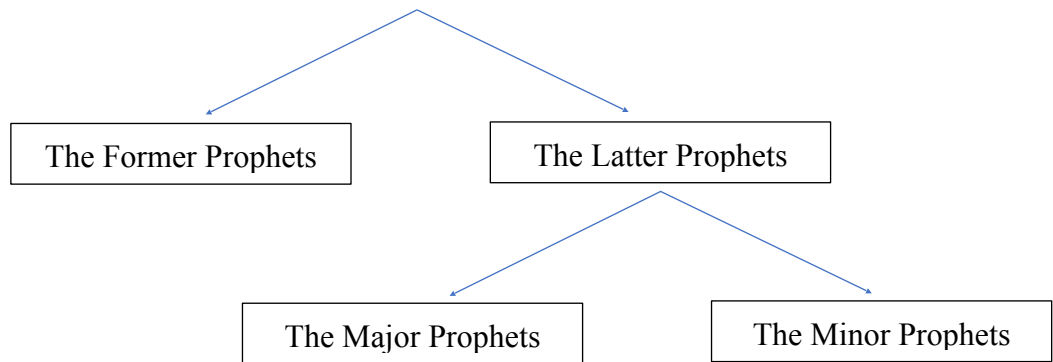 The Former Prophets
The Latter Prophets
The Major Prophets
The Minor Prophets